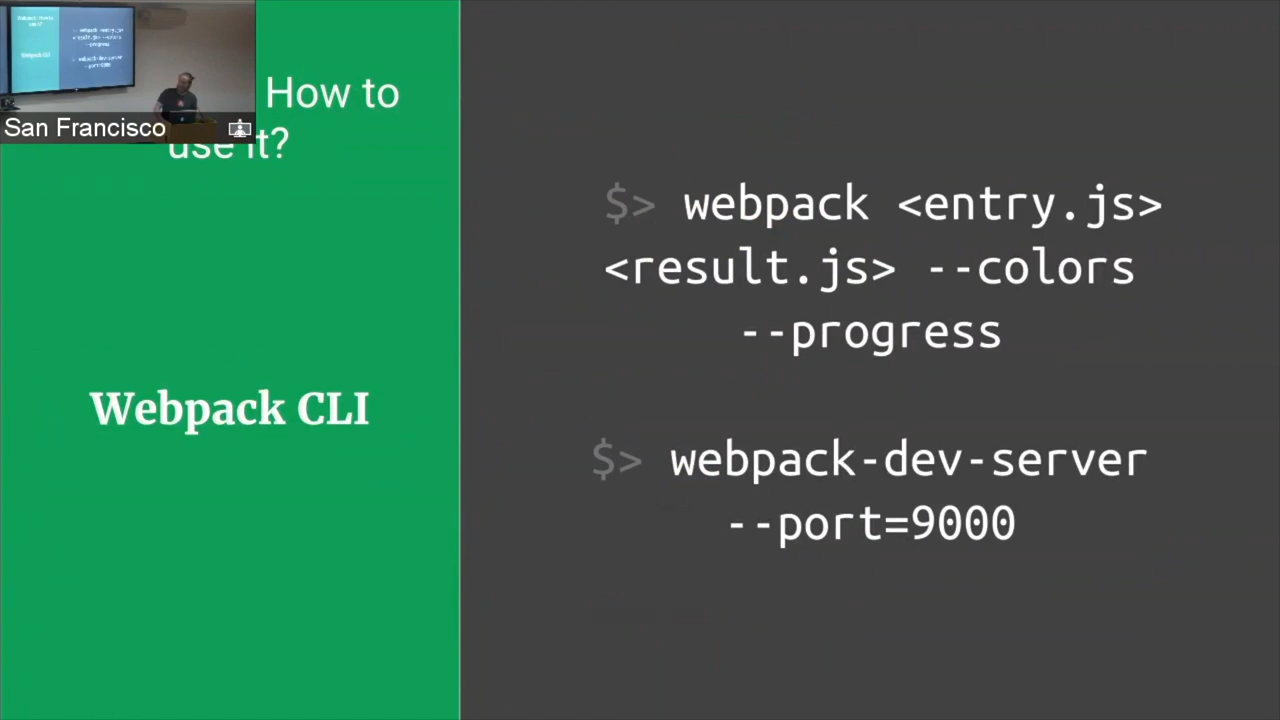 How to
use it?
San Francisco
Webpack CLI
$> webpack <entry.js>
<result.js> --colors
--progress
$> webpack-dev-server
--port=9000